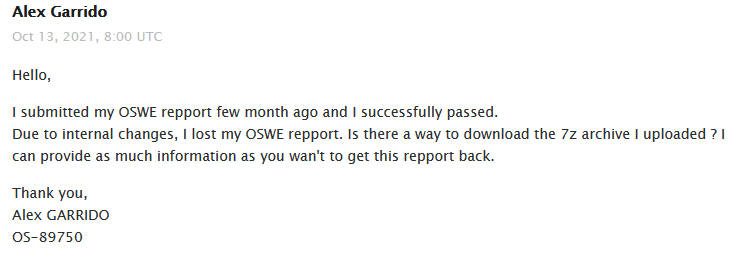 Alex Garrido
Oct 13, 2021, 8:00 UTC
Hello,
I submitted my OSWE repport few month ago and I successfully passed.
Due to internal changes, I lost my OSWE repport. Is there a way to download the 7z archive I uploaded ? I
can provide as much information as you wan't to get this repport back.
Thank you,
Alex GARRIDO
OS-89750